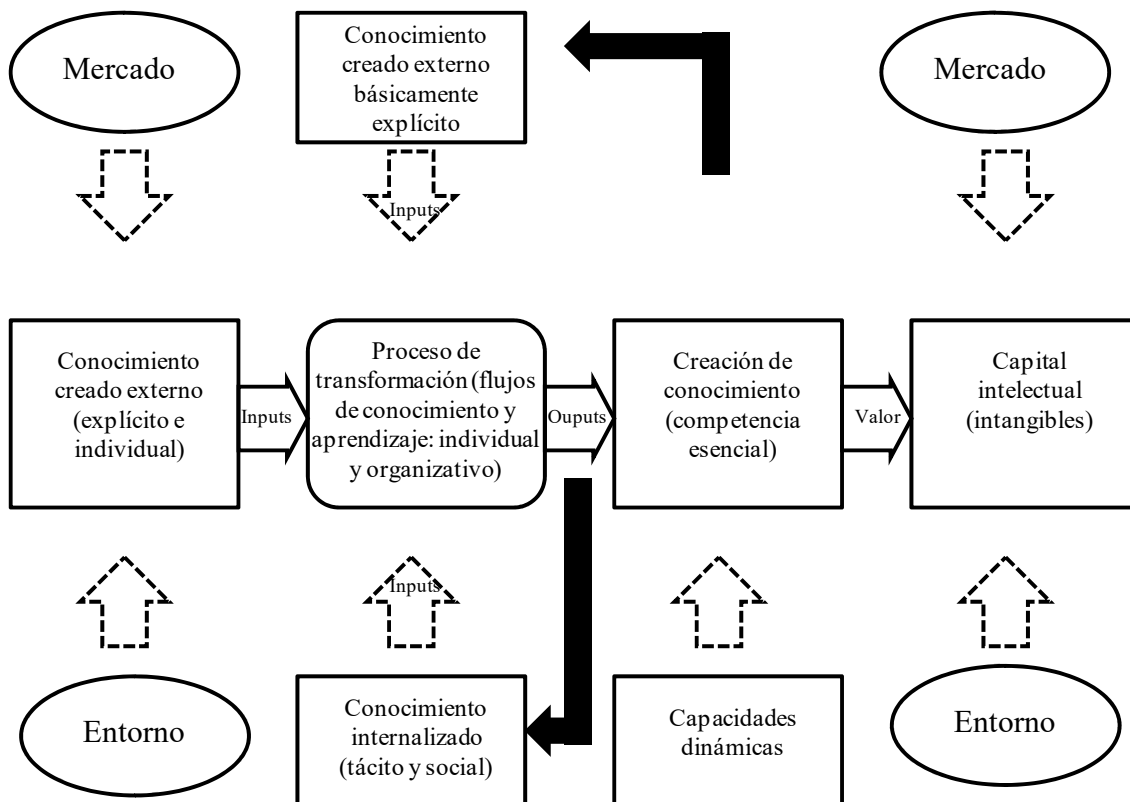 Mercado
Conocimiento
creado externo
básicamente
explícito
Mercado
Inputs
Conocimiento
creado externo
(explícito e
individual)
Inputs
Proceso de
transformación (flujos
de conocimiento y
aprendizaje: individual
y organizativo)
Ouputs
Creación de
conocimiento
(competencia
esencial)
Valor
Capital
intelectual
(intangibles)
Inputs
Entorno
Conocimiento
internalizado
(tácito y social)
Capacidades
dinámicas
Entorno